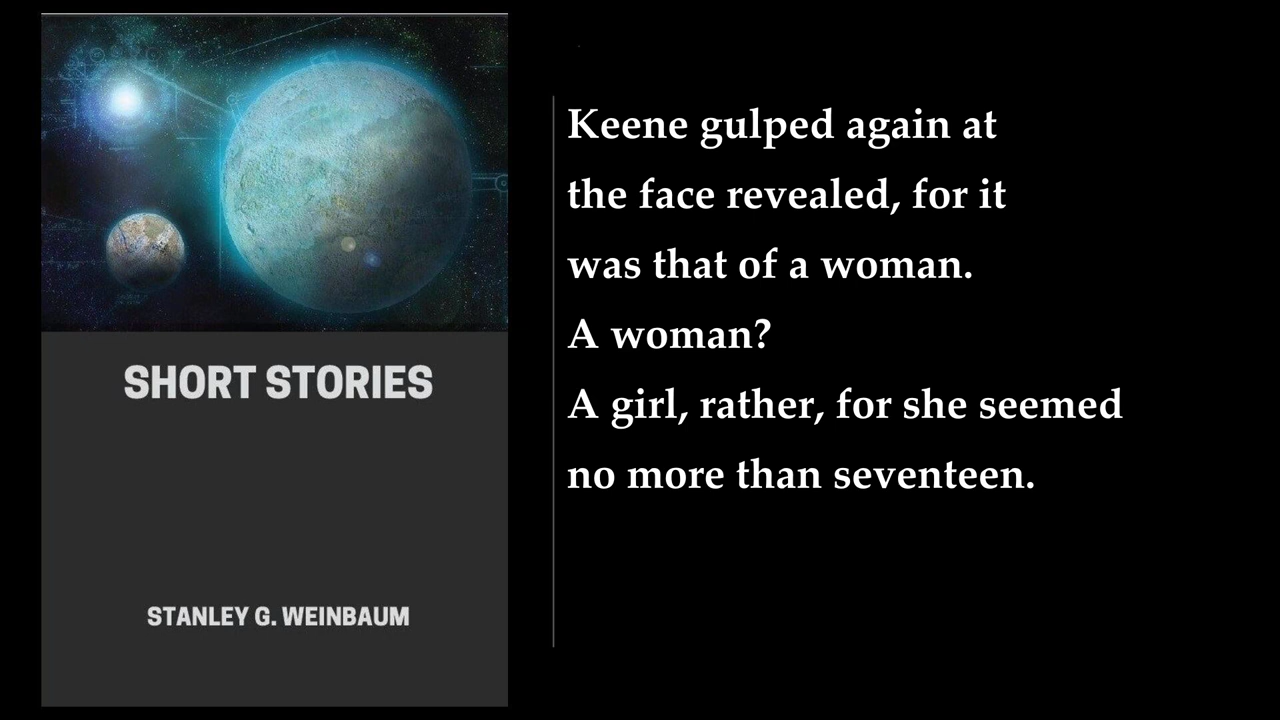 SHORT STORIES
STANLEY G. WEINBAUM
Keene gulped again at
the face revealed, for it
was that of a woman.
A woman?
A girl, rather, for she seemed
no more than seventeen.